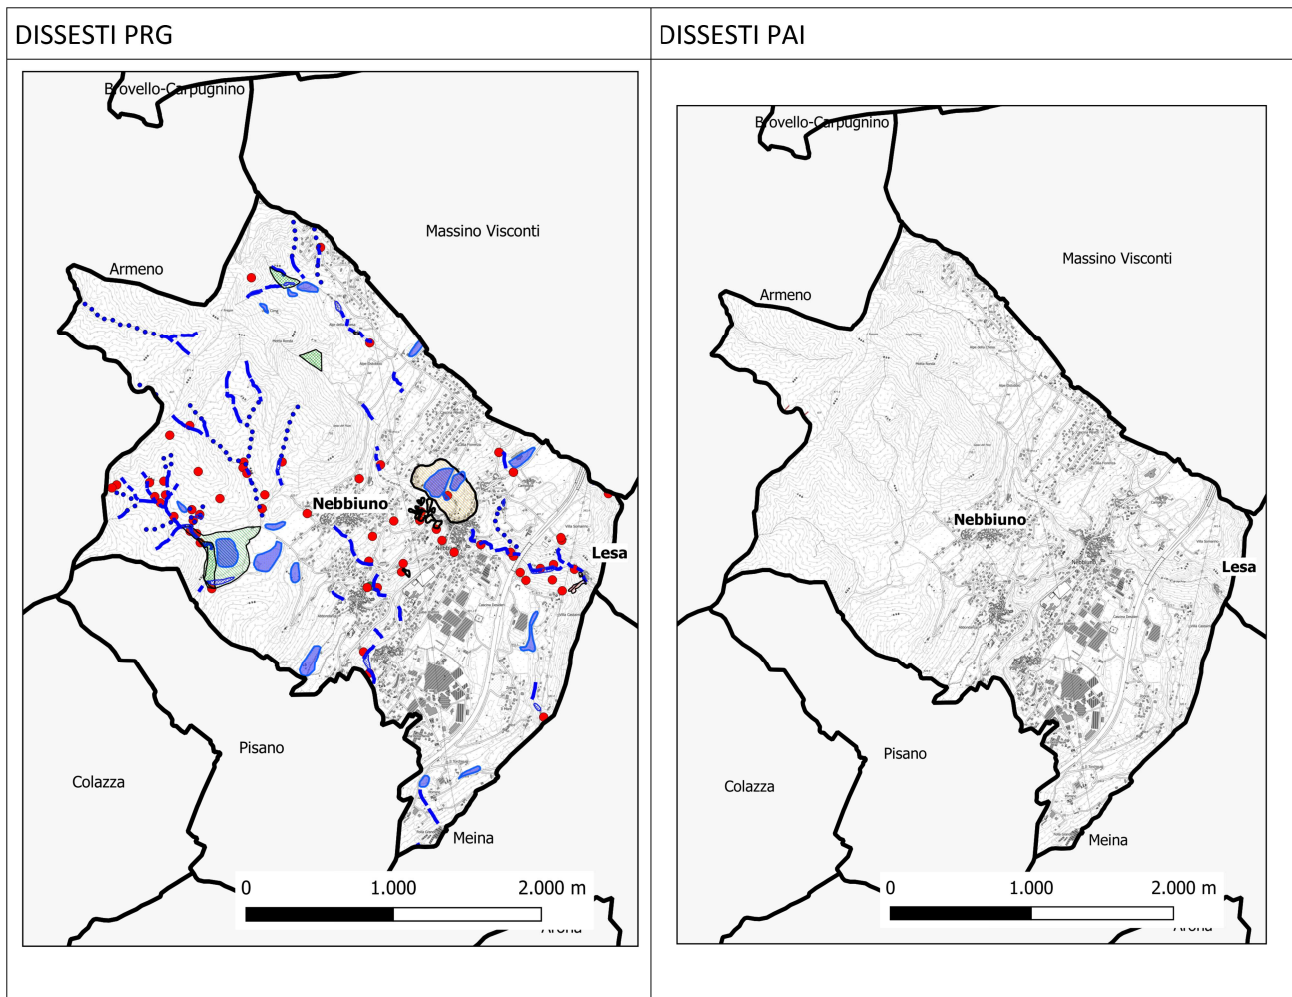 DISSESTI PRG
DISSESTI PAI
Brovello-Carpugnino
Massino Visconti
Armeno
Nebbiuno
Lesa
Pisano
Colazza
Meina
0 1.000 2.000 m
Arona
Brovello-Carpugnino
Massino Visconti
Armeno
Nebbiuno
Lesa
Pisano
Colazza
Meina
0 1.000 2.000 m
Arona